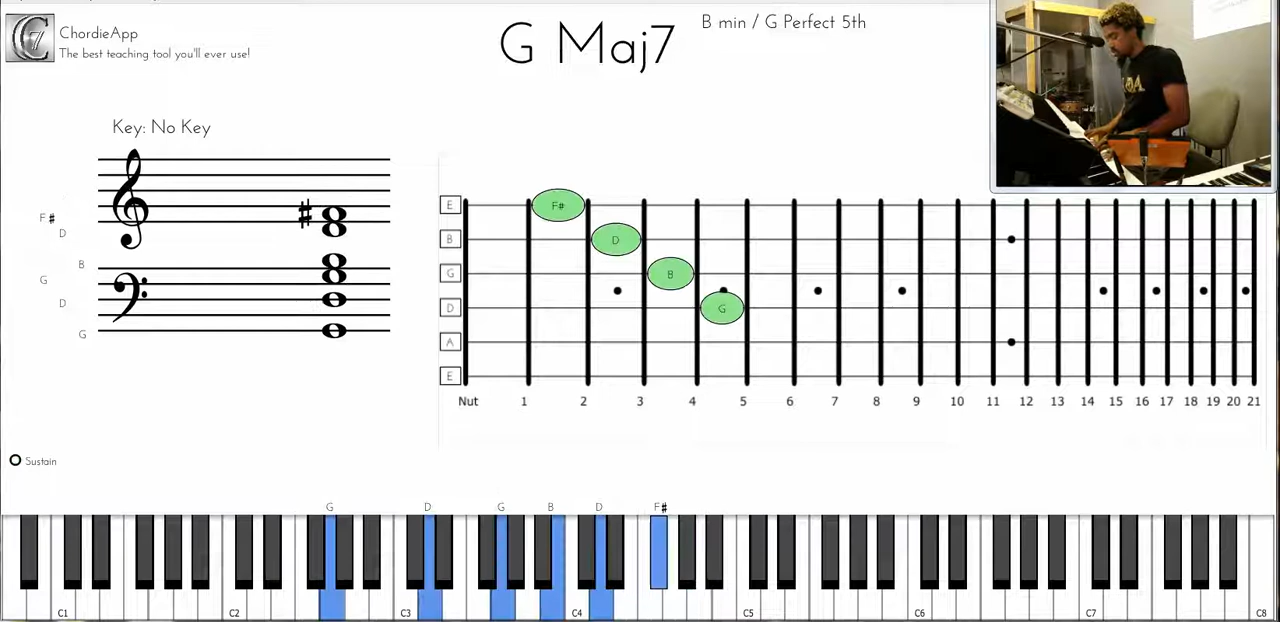 ChordieApp
The best teaching tool you'll ever use!
G Maj7
B min / G Perfect 5th
Key: No Key
F#
D
B
G
D
G
E
B
G
D
A
E
F#
D
B
G
Nut 1 2 3 4 5 6 7 8 9 10 11 12 13 14 15 16 17 18 19 20 21
Sustain
G D G B D F#
C1 C2 C3 C4 C5 C6 C7 C8